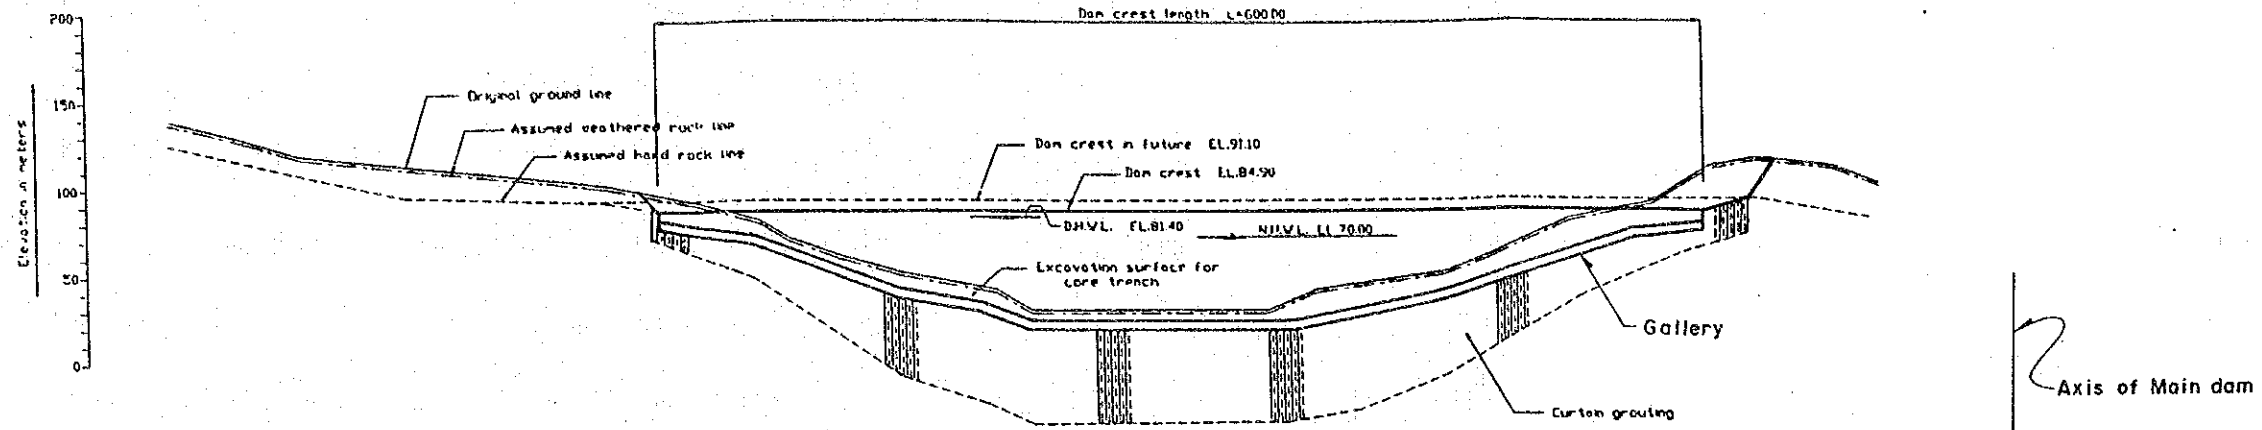 200
Dam crest length L=600.00
150
Original ground line
Assumed weathered rock line
Assumed hard rock line
Dam crest in future EL.91.10
Dam crest EL.84.90
100
D.H.W.L. EL.81.40
N.H.W.L. EL.70.00
Elevation in meters
50
Excavation surface for
core trench
Gallery
0
Axis of Main dam
Curtain grouting